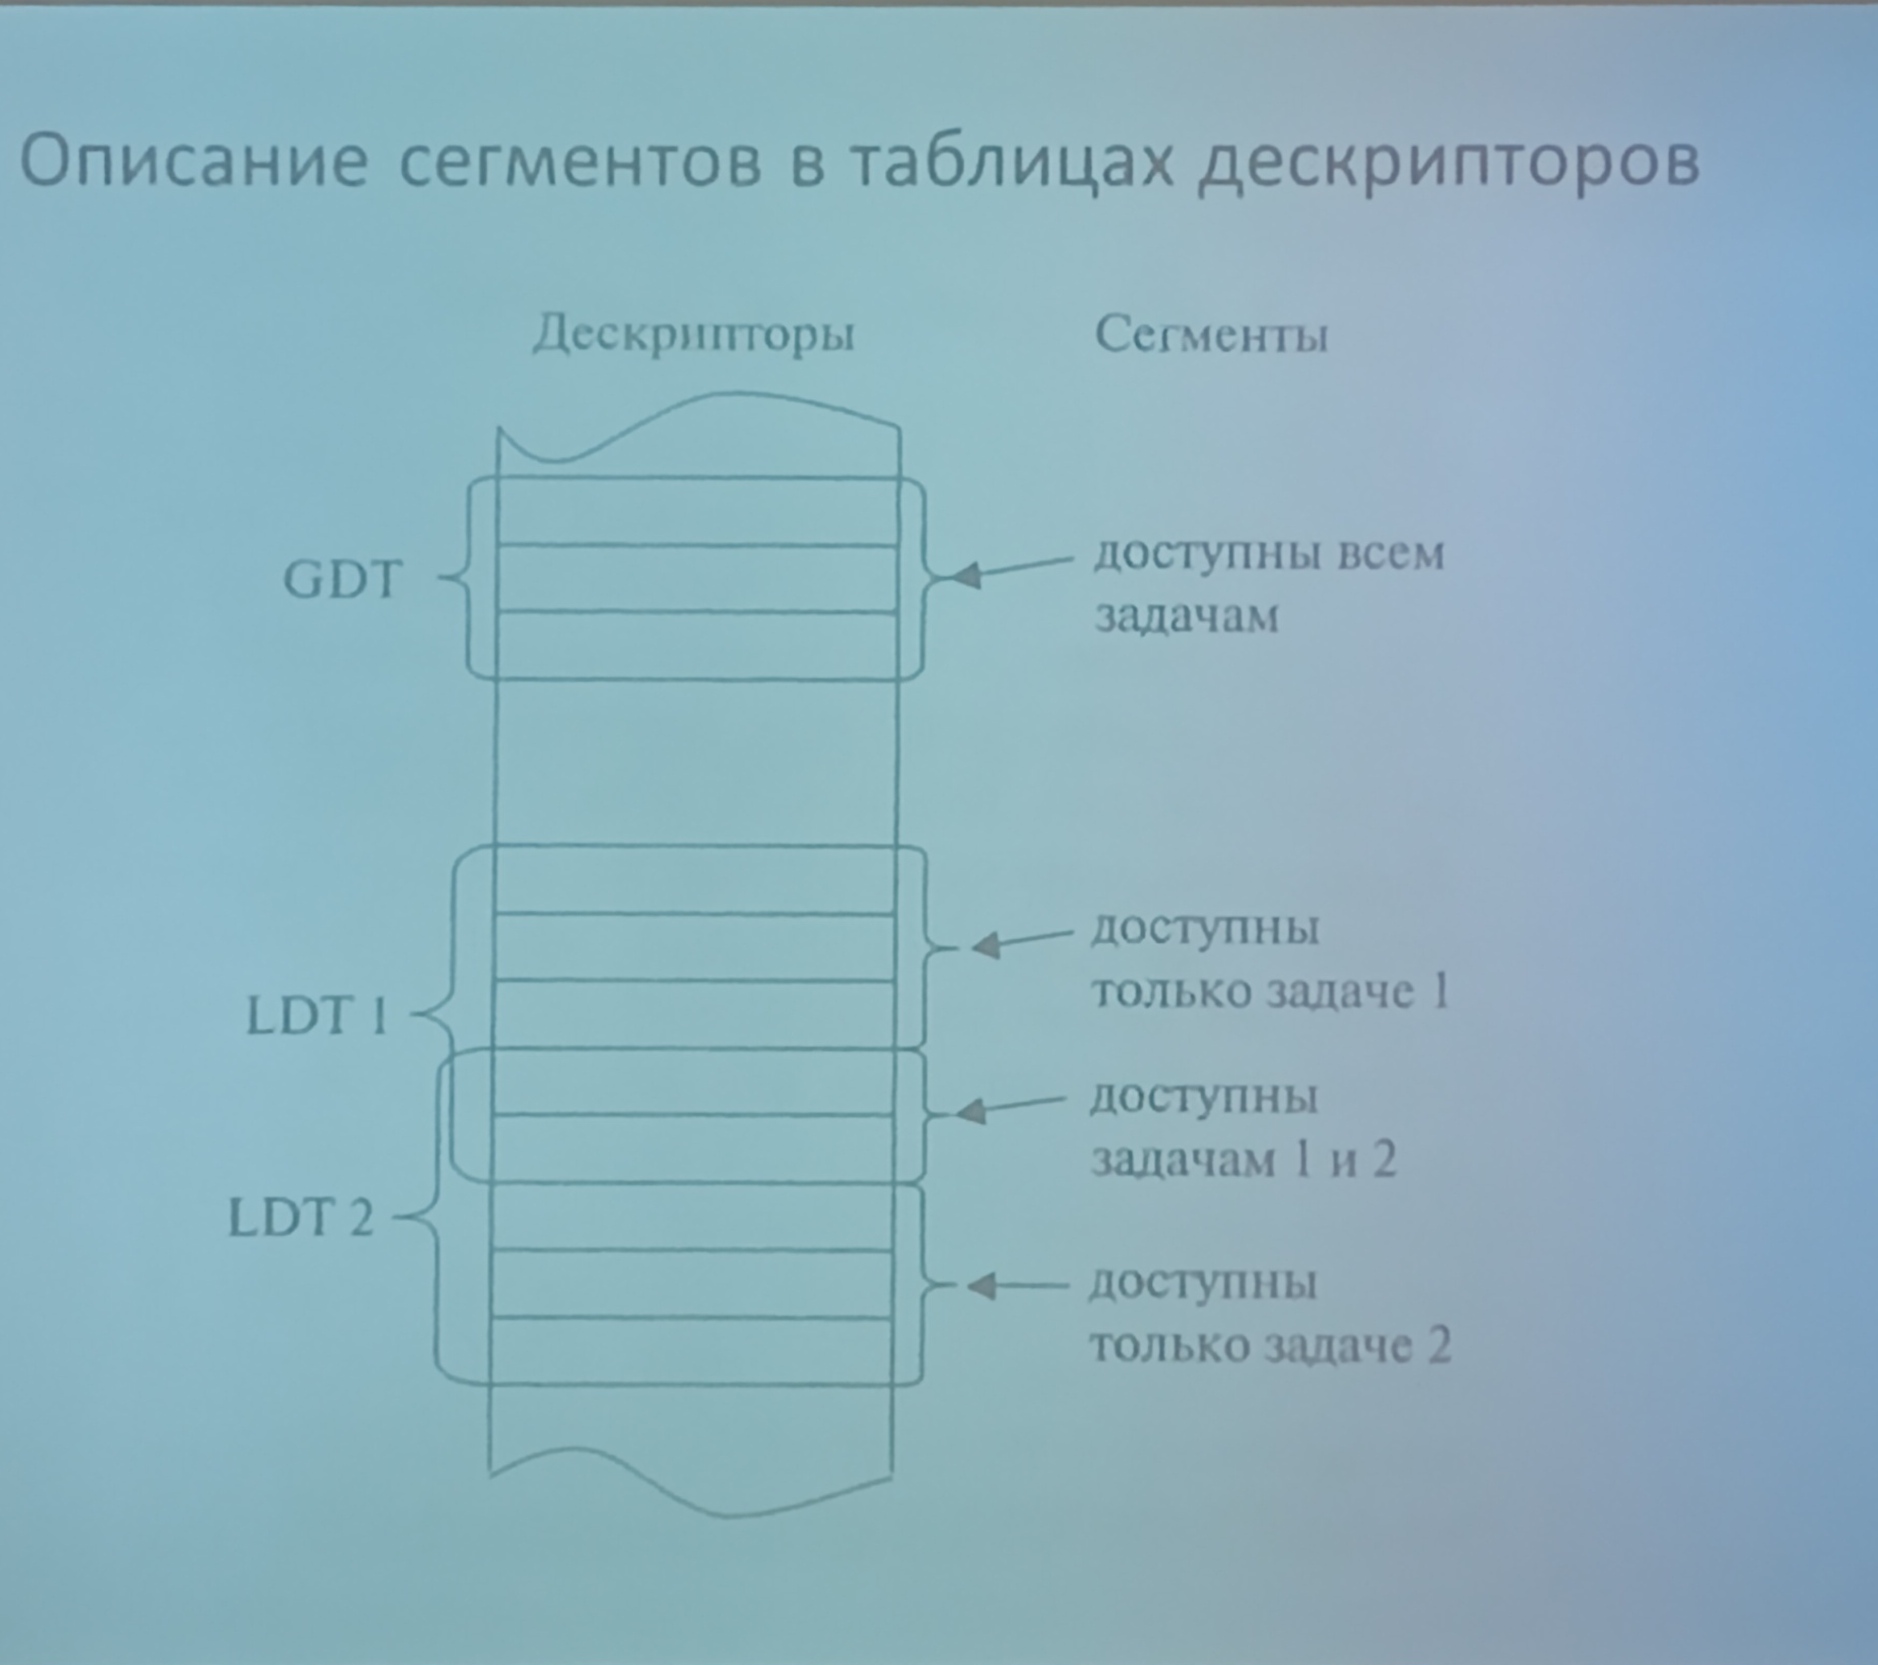 Описание сегментов в таблицах дескрипторов
Дескрипторы
Сегменты
GDT
доступны всем
задачам
LDT 1
доступны
только задаче 1
доступны
задачам 1 и 2
LDT 2
доступны
только задаче 2